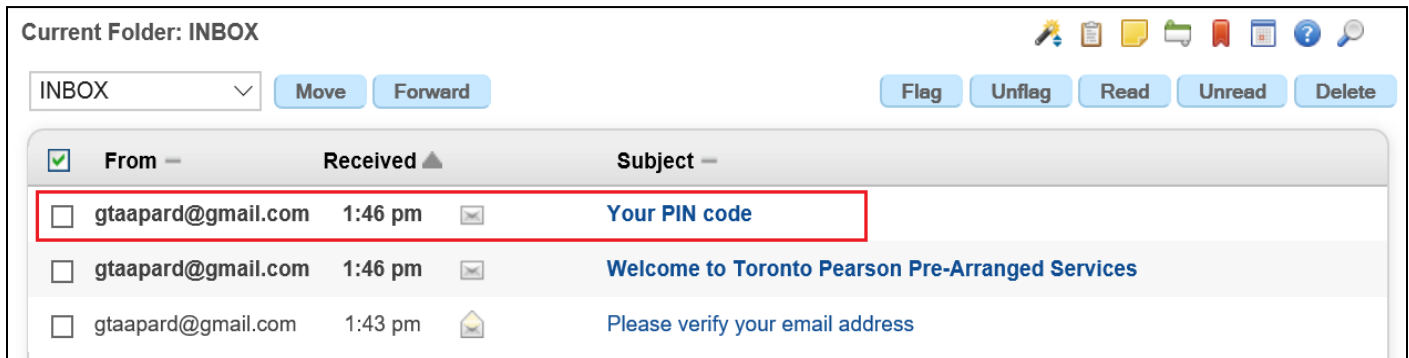 Current Folder: INBOX
INBOX Move Forward Flag Unflag Read Unread Delete
From Received Subject
gtaapard@gmail.com 1:46 pm Your PIN code
gtaapard@gmail.com 1:46 pm Welcome to Toronto Pearson Pre-Arranged Services
gtaapard@gmail.com 1:43 pm Please verify your email address